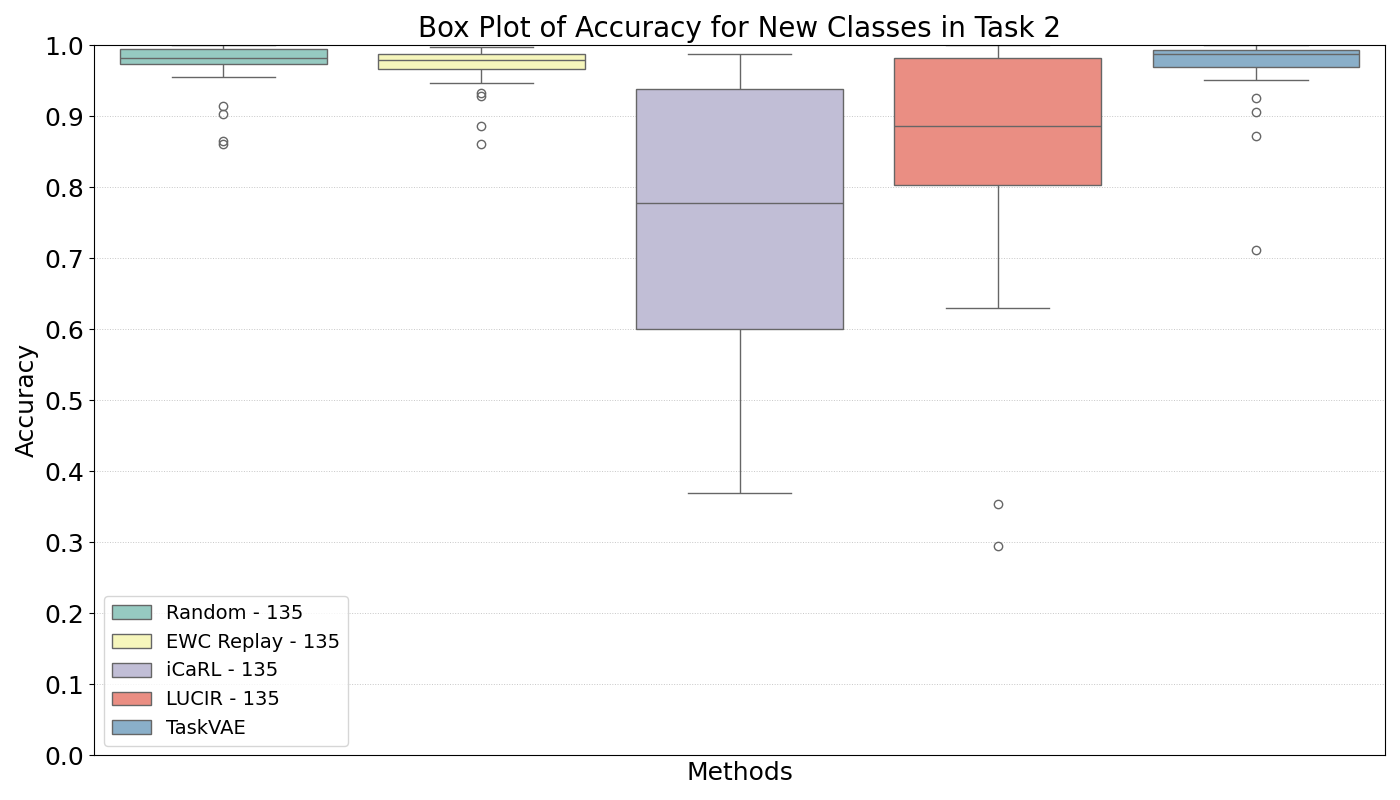 Box Plot of Accuracy for New Classes in Task 2
1.0
0.9
0.8
0.7
0.6
0.5
0.4
0.3
0.2
0.1
0.0
Accuracy
Random - 135
EWC Replay - 135
iCaRL - 135
LUCIR - 135
TaskVAE
Methods